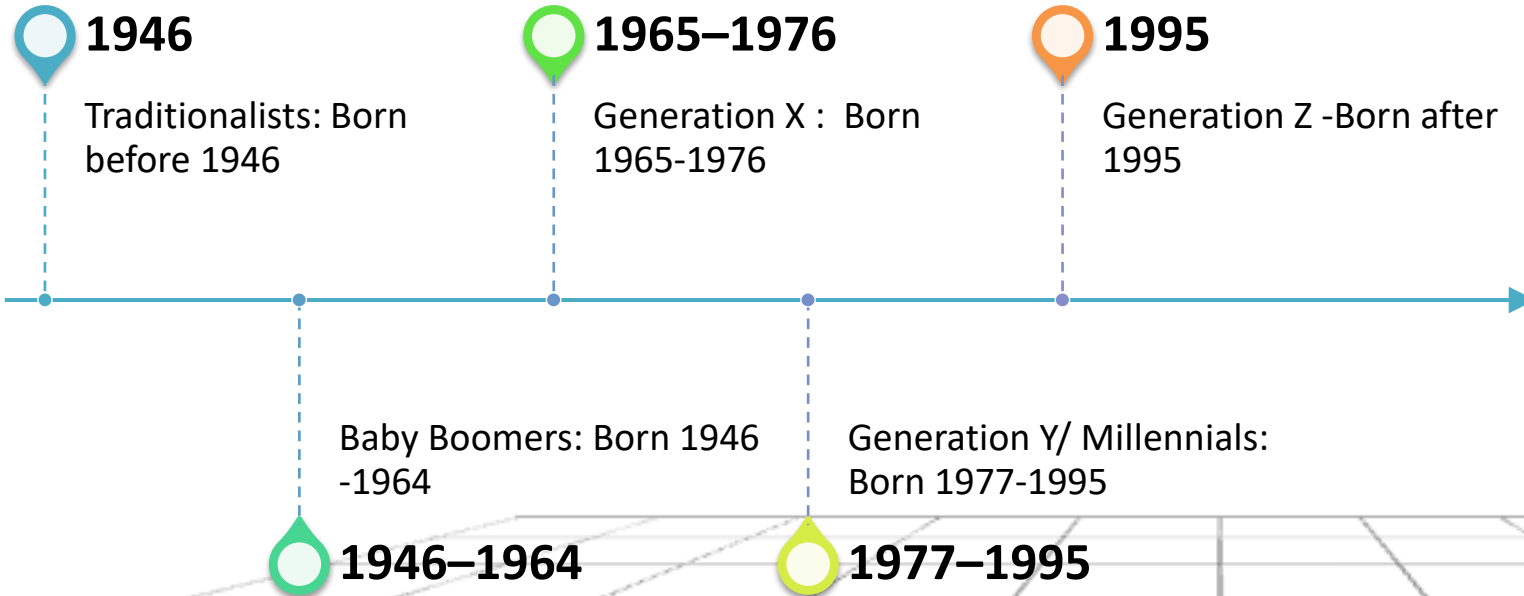 1946
Traditionalists: Born
before 1946
1946–1964
Baby Boomers: Born 1946
-1964
1965–1976
Generation X :  Born
1965-1976
1977–1995
Generation Y/ Millennials:
Born 1977-1995
1995
Generation Z -Born after
1995